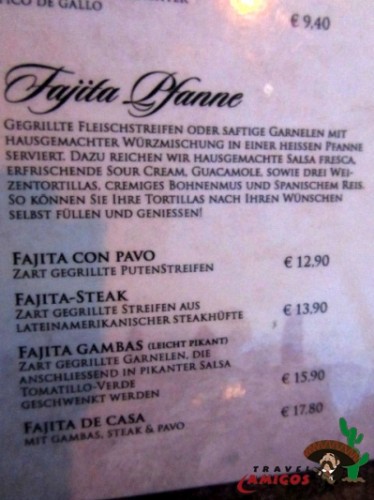 ICO DE GALLO
€ 9,40
Fajita Pfanne
GEGRILLTE FLEISCHSTREIFEN ODER SAFTIGE GARNELEN MIT
HAUSGEMACHTER WÜRZMISCHUNG IN EINER HEISSEN PFANNE
SERVIERT. DAZU REICHEN WIR HAUSGEMACHTE SALSA FRESCA,
ERFRISCHENDE SOUR CREAM, GUACAMOLE, SOWIE DREI WEI-
ZENTORTILLAS, CREMIGES BOHNENMUS UND SPANISCHEM REIS.
SO KÖNNEN SIE IHRE TORTILLAS NACH IHREN WÜNSCHEN
SELBST FÜLLEN UND GENIESSEN!
FAJITA CON PAVO € 12,90
ZART GEGRILLTE PUTENSTREIFEN
FAJITA-STEAK € 13,90
ZART GEGRILLTE STREIFEN AUS
LATEINAMERIKANISCHER STEAKHÜFTE
FAJITA GAMBAS (LEICHT PIKANT)
ZART GEGRILLTE GARNELEN, DIE
ANSCHLIESSEND IN PIKANTER SALSA
TOMATILLO-VERDE € 15,90
GESCHWENKT WERDEN
FAJITA DE CASA € 17,80
MIT GAMBAS, STEAK & PAVO
TRAVEL
AMIGOS